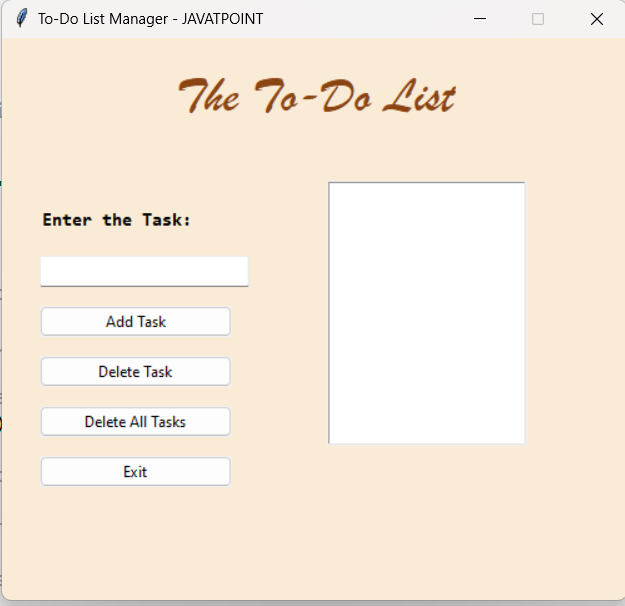 To-Do List Manager - JAVATPOINT
The To-Do List
Enter the Task:
Add Task
Delete Task
Delete All Tasks
Exit